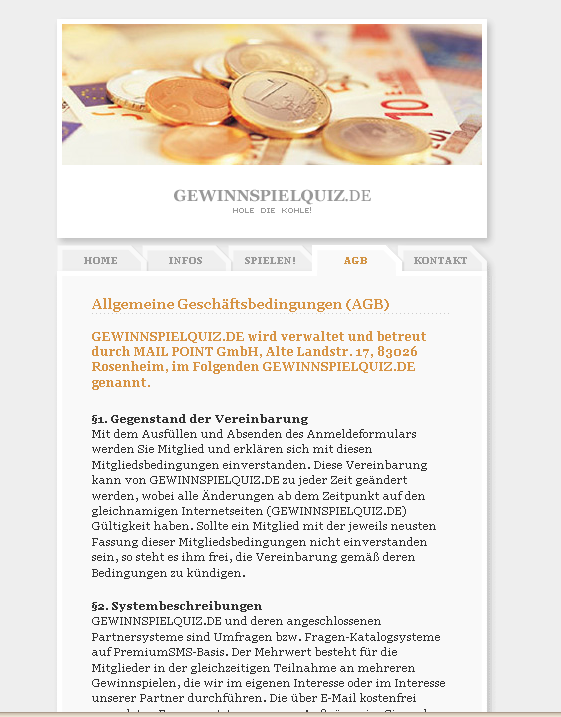 GEWINNSPIELQUIZ.DE
HOLE DIE KOHLE!
HOME INFOS SPIELEN! AGB KONTAKT
Allgemeine Geschäftsbedingungen (AGB)
GEWINNSPIELQUIZ.DE wird verwaltet und betreut
durch MAIL POINT GmbH, Alte Landstr. 17, 83026
Rosenheim, im Folgenden GEWINNSPIELQUIZ.DE
genannt.
§1. Gegenstand der Vereinbarung
Mit dem Ausfüllen und Absenden des Anmeldeformulars
werden Sie Mitglied und erklären sich mit diesen
Mitgliedsbedingungen einverstanden. Diese Vereinbarung
kann von GEWINNSPIELQUIZ.DE zu jeder Zeit geändert
werden, wobei alle Änderungen ab dem Zeitpunkt auf den
gleichnamigen Internetseiten (GEWINNSPIELQUIZ.DE)
Gültigkeit haben. Sollte ein Mitglied mit der jeweils neusten
Fassung dieser Mitgliedsbedingungen nicht einverstanden
sein, so steht es ihm frei, die Vereinbarung gemäß deren
Bedingungen zu kündigen.
§2. Systembeschreibungen
GEWINNSPIELQUIZ.DE und deren angeschlossenen
Partnersysteme sind Umfragen bzw. Fragen-Katalogsysteme
auf PremiumSMS-Basis. Der Mehrwert besteht für die
Mitglieder in der gleichzeitigen Teilnahme an mehreren
Gewinnspielen, die wir im eigenen Interesse oder im Interesse
unserer Partner durchführen. Die über E-Mail kostenfrei